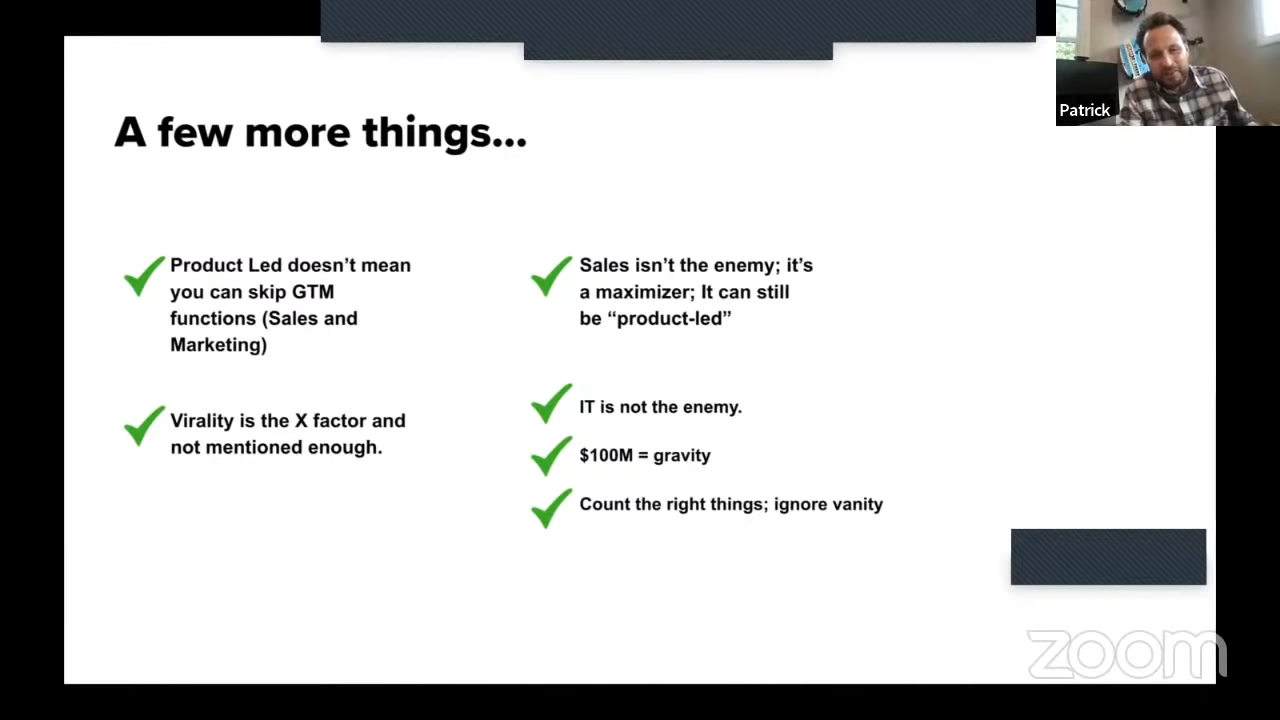 Patrick
A few more things...
Product Led doesn’t mean
you can skip GTM
functions (Sales and
Marketing)
Virality is the X factor and
not mentioned enough.
Sales isn’t the enemy; it’s
a maximizer; It can still
be “product-led”
IT is not the enemy.
$100M = gravity
Count the right things; ignore vanity
zoom